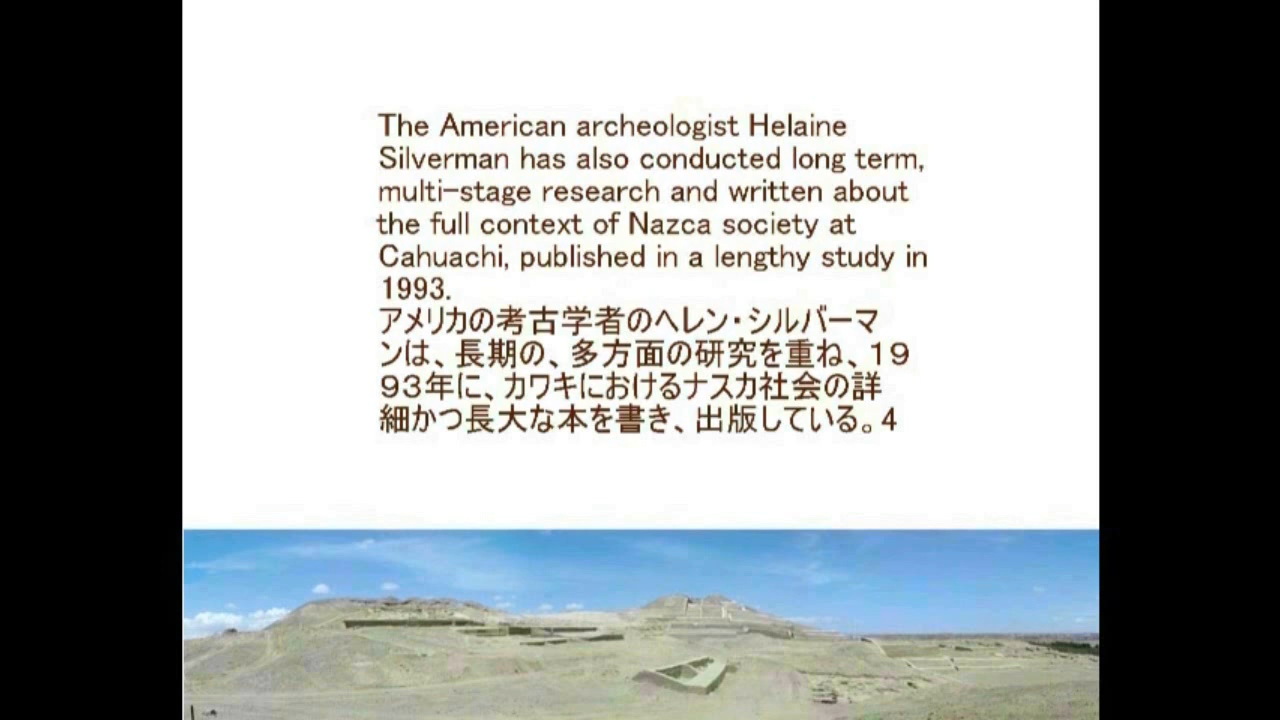 The American archeologist Helaine
Silverman has also conducted long term,
multi-stage research and written about
the full context of Nazca society at
Cahuachi, published in a lengthy study in
1993.
アメリカの考古学者のヘレン・シルバーマ
ンは、長期の、多方面の研究を重ね、１９
９３年に、カワキにおけるナスカ社会の詳
細かつ長大な本を書き、出版している。４